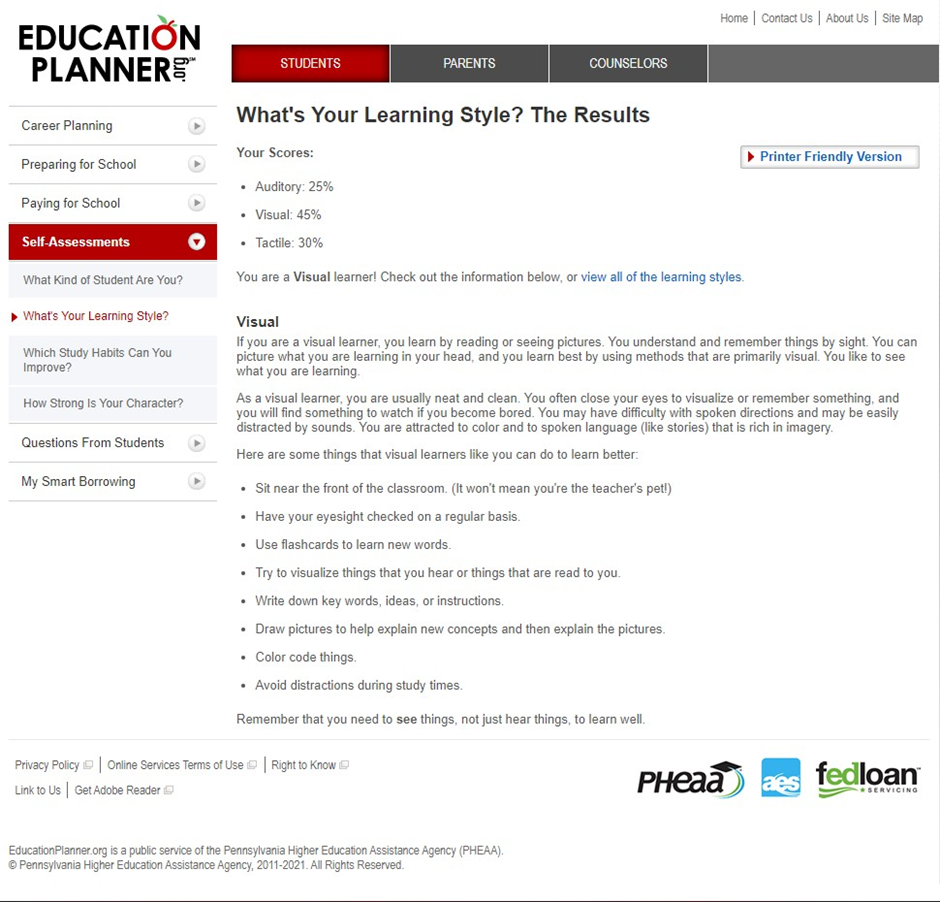 Home | Contact Us | About Us | Site Map
EDUCATION
PLANNER.org℠
STUDENTS
PARENTS
COUNSELORS
Career Planning
Preparing for School
Paying for School
Self-Assessments
What Kind of Student Are You?
What's Your Learning Style?
Which Study Habits Can You
Improve?
How Strong Is Your Character?
Questions From Students
My Smart Borrowing
What's Your Learning Style? The Results
Your Scores:
Printer Friendly Version
• Auditory: 25%
• Visual: 45%
• Tactile: 30%
You are a Visual learner! Check out the information below, or view all of the learning styles.
Visual
If you are a visual learner, you learn by reading or seeing pictures. You understand and remember things by sight. You can
picture what you are learning in your head, and you learn best by using methods that are primarily visual. You like to see
what you are learning.
As a visual learner, you are usually neat and clean. You often close your eyes to visualize or remember something, and
you will find something to watch if you become bored. You may have difficulty with spoken directions and may be easily
distracted by sounds. You are attracted to color and to spoken language (like stories) that is rich in imagery.
Here are some things that visual learners like you can do to learn better:
• Sit near the front of the classroom. (It won't mean you're the teacher's pet!)
• Have your eyesight checked on a regular basis.
• Use flashcards to learn new words.
• Try to visualize things that you hear or things that are read to you.
• Write down key words, ideas, or instructions.
• Draw pictures to help explain new concepts and then explain the pictures.
• Color code things.
• Avoid distractions during study times.
Remember that you need to see things, not just hear things, to learn well.
Privacy Policy | Online Services Terms of Use | Right to Know
Link to Us | Get Adobe Reader
PHEAA
aes
fedloan™
SERVICING
EducationPlanner.org is a public service of the Pennsylvania Higher Education Assistance Agency (PHEAA).
© Pennsylvania Higher Education Assistance Agency, 2011-2021. All Rights Reserved.